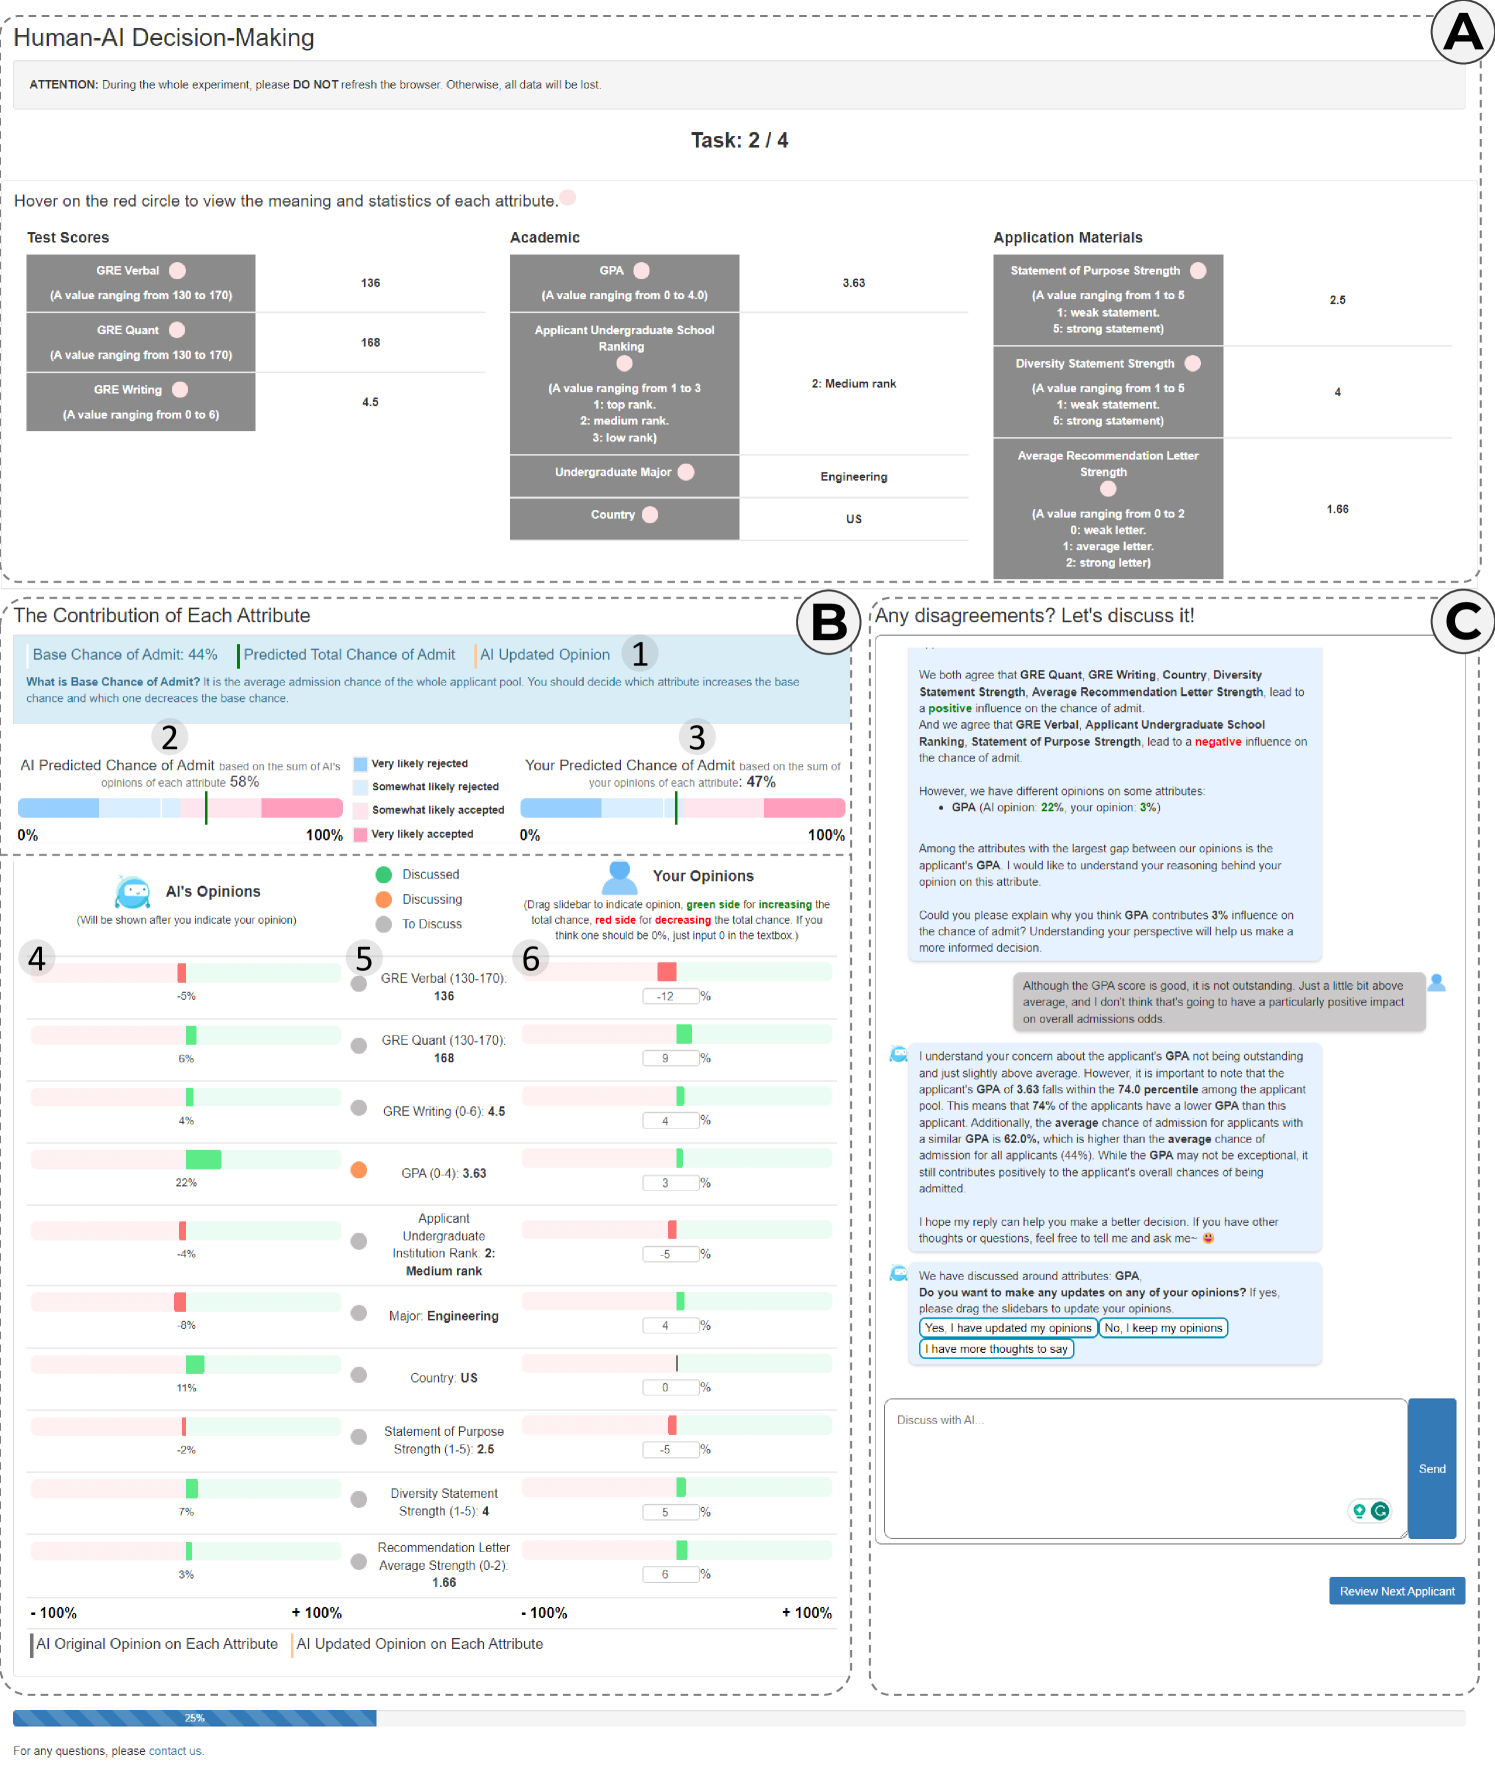 Human-AI Decision-Making
A
ATTENTION: During the whole experiment, please DO NOT refresh the browser. Otherwise, all data will be lost.
Task: 2 / 4
Hover on the red circle to view the meaning and statistics of each attribute.
Test Scores
GRE Verbal
(A value ranging from 130 to 170)
136
GRE Quant
(A value ranging from 130 to 170)
168
GRE Writing
(A value ranging from 0 to 6)
4.5
Academic
GPA
(A value ranging from 0 to 4.0)
3.63
Applicant Undergraduate School
Ranking
(A value ranging from 1 to 3
1: top rank.
2: medium rank.
3: low rank)
2: Medium rank
Undergraduate Major
Engineering
Country
US
Application Materials
Statement of Purpose Strength
(A value ranging from 1 to 5
1: weak statement.
5: strong statement)
2.5
Diversity Statement Strength
(A value ranging from 1 to 5
1: weak statement.
5: strong statement)
4
Average Recommendation Letter
Strength
(A value ranging from 0 to 2
0: weak letter.
1: average letter.
2: strong letter)
1.66
The Contribution of Each Attribute
B
Base Chance of Admit: 44% Predicted Total Chance of Admit AI Updated Opinion 1
What is Base Chance of Admit? It is the average admission chance of the whole applicant pool. You should decide which attribute increases the base
chance and which one decreaces the base chance.
2
AI Predicted Chance of Admit based on the sum of AI's
opinions of each attribute 58%
0% 100%
Very likely rejected
Somewhat likely rejected
Somewhat likely accepted
Very likely accepted
3
Your Predicted Chance of Admit based on the sum of
your opinions of each attribute: 47%
0% 100%
AI's Opinions
(Will be shown after you indicate your opinion)
Discussed
Discussing
To Discuss
Your Opinions
(Drag slidebar to indicate opinion, green side for increasing the
total chance, red side for decreasing the total chance. If you
think one should be 0%, just input 0 in the textbox.)
4 5 6
-5%
GRE Verbal (130-170):
136
-12 %
6%
GRE Quant (130-170):
168
9 %
4%
GRE Writing (0-6): 4.5
4 %
22%
GPA (0-4): 3.63
3 %
-4%
Applicant
Undergraduate
Institution Rank: 2:
Medium rank
-5 %
-8%
Major: Engineering
4 %
11%
Country: US
0 %
-2%
Statement of Purpose
Strength (1-5): 2.5
-5 %
7%
Diversity Statement
Strength (1-5): 4
5 %
3%
Recommendation Letter
Average Strength (0-2):
1.66
6 %
- 100% + 100% - 100% + 100%
AI Original Opinion on Each Attribute AI Updated Opinion on Each Attribute
Any disagreements? Let's discuss it!
C
We both agree that GRE Quant, GRE Writing, Country, Diversity
Statement Strength, Average Recommendation Letter Strength, lead to
a positive influence on the chance of admit.
And we agree that GRE Verbal, Applicant Undergraduate School
Ranking, Statement of Purpose Strength, lead to a negative influence on
the chance of admit.
However, we have different opinions on some attributes:
• GPA (AI opinion: 22%, your opinion: 3%)
Among the attributes with the largest gap between our opinions is the
applicant's GPA. I would like to understand your reasoning behind your
opinion on this attribute.
Could you please explain why you think GPA contributes 3% influence on
the chance of admit? Understanding your perspective will help us make a
more informed decision.
Although the GPA score is good, it is not outstanding. Just a little bit above
average, and I don't think that's going to have a particularly positive impact
on overall admissions odds.
I understand your concern about the applicant's GPA not being outstanding
and just slightly above average. However, it is important to note that the
applicant's GPA of 3.63 falls within the 74.0 percentile among the applicant
pool. This means that 74% of the applicants have a lower GPA than this
applicant. Additionally, the average chance of admission for applicants with
a similar GPA is 62.0%, which is higher than the average chance of
admission for all applicants (44%). While the GPA may not be exceptional, it
still contributes positively to the applicant's overall chances of being
admitted.
I hope my reply can help you make a better decision. If you have other
thoughts or questions, feel free to tell me and ask me~
We have discussed around attributes: GPA,
Do you want to make any updates on any of your opinions? If yes,
please drag the slidebars to update your opinions.
Yes, I have updated my opinions No, I keep my opinions
I have more thoughts to say
Discuss with AI...
Send
Review Next Applicant
25%
For any questions, please contact us.